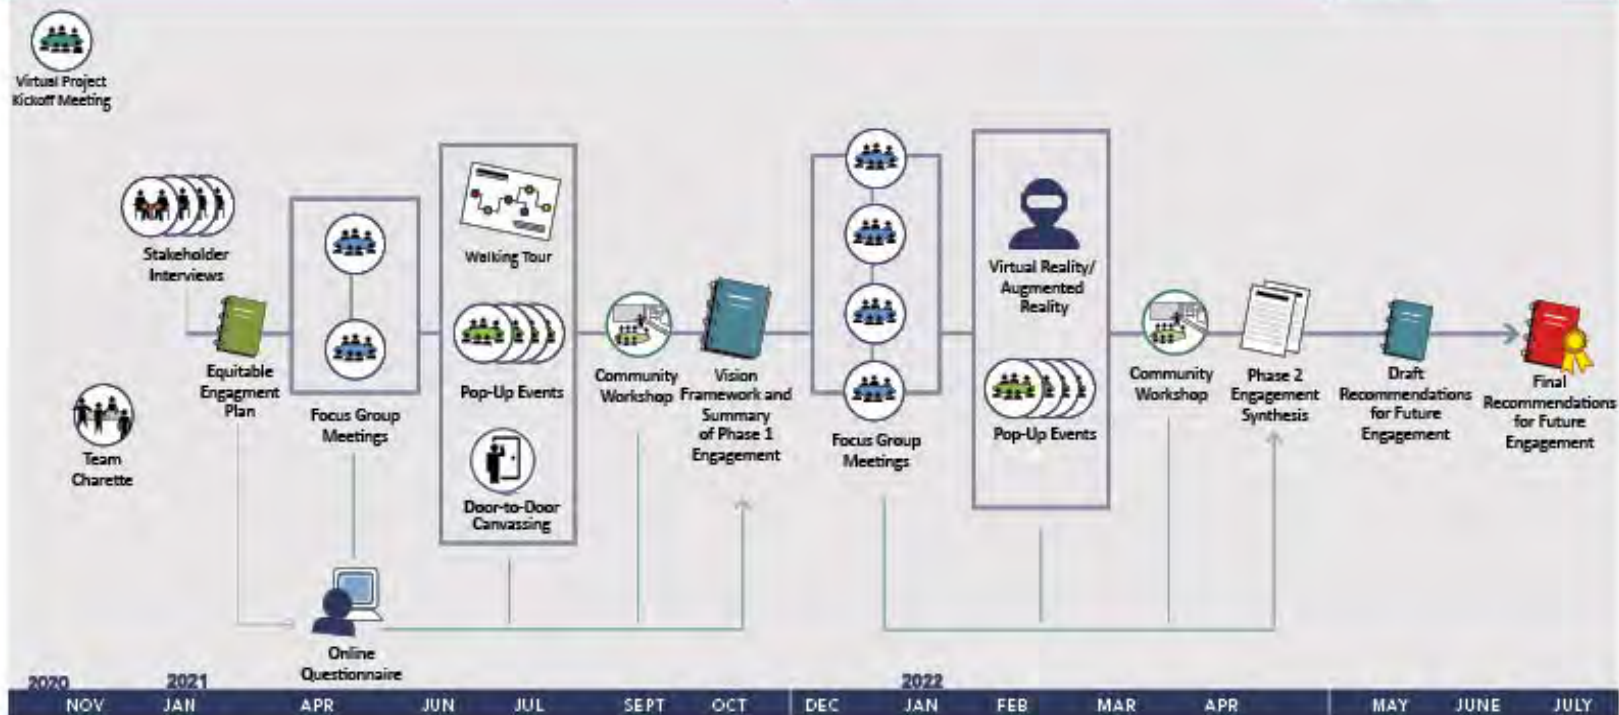 Virtual Project
Kickoff Meeting
Stakeholder
Interviews
Equitable
Engagment
Plan
Team
Charette
Focus Group
Meetings
Online
Questionnaire
Walking Tour
Pop-Up Events
Door-to-Door
Canvassing
Community
Workshop
Vision
Framework and
Summary
of Phase 1
Engagement
Focus Group
Meetings
Virtual Reality/
Augmented
Reality
Pop-Up Events
Community
Workshop
Phase 2
Engagement
Synthesis
Draft
Recommendations
for Future
Engagement
Final
Recommendations
for Future
Engagement
2020
2021
2022
NOV JAN APR JUN JUL SEPT OCT DEC JAN FEB MAR APR MAY JUNE JULY